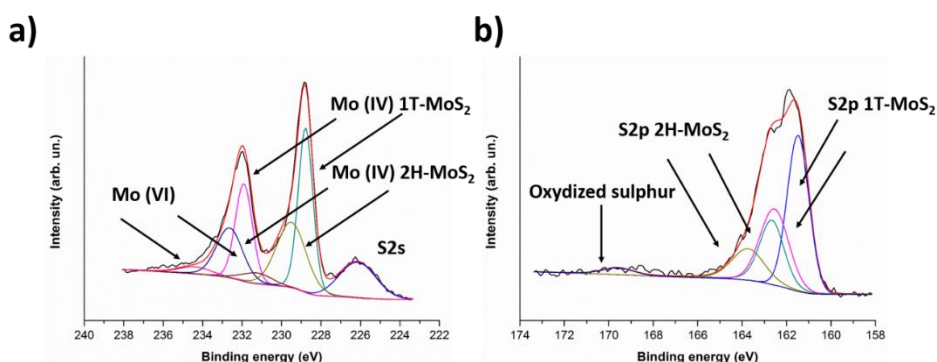 a)
Intensity (arb. un.)
Mo (IV) 1T-MoS2
Mo (IV) 2H-MoS2
Mo (VI)
S2s
240 238 236 234 232 230 228 226 224 222
Binding energy (eV)
b)
Intensity (arb. un.)
S2p 1T-MoS2
S2p 2H-MoS2
Oxydized sulphur
174 172 170 168 166 164 162 160 158
Binding energy (eV)